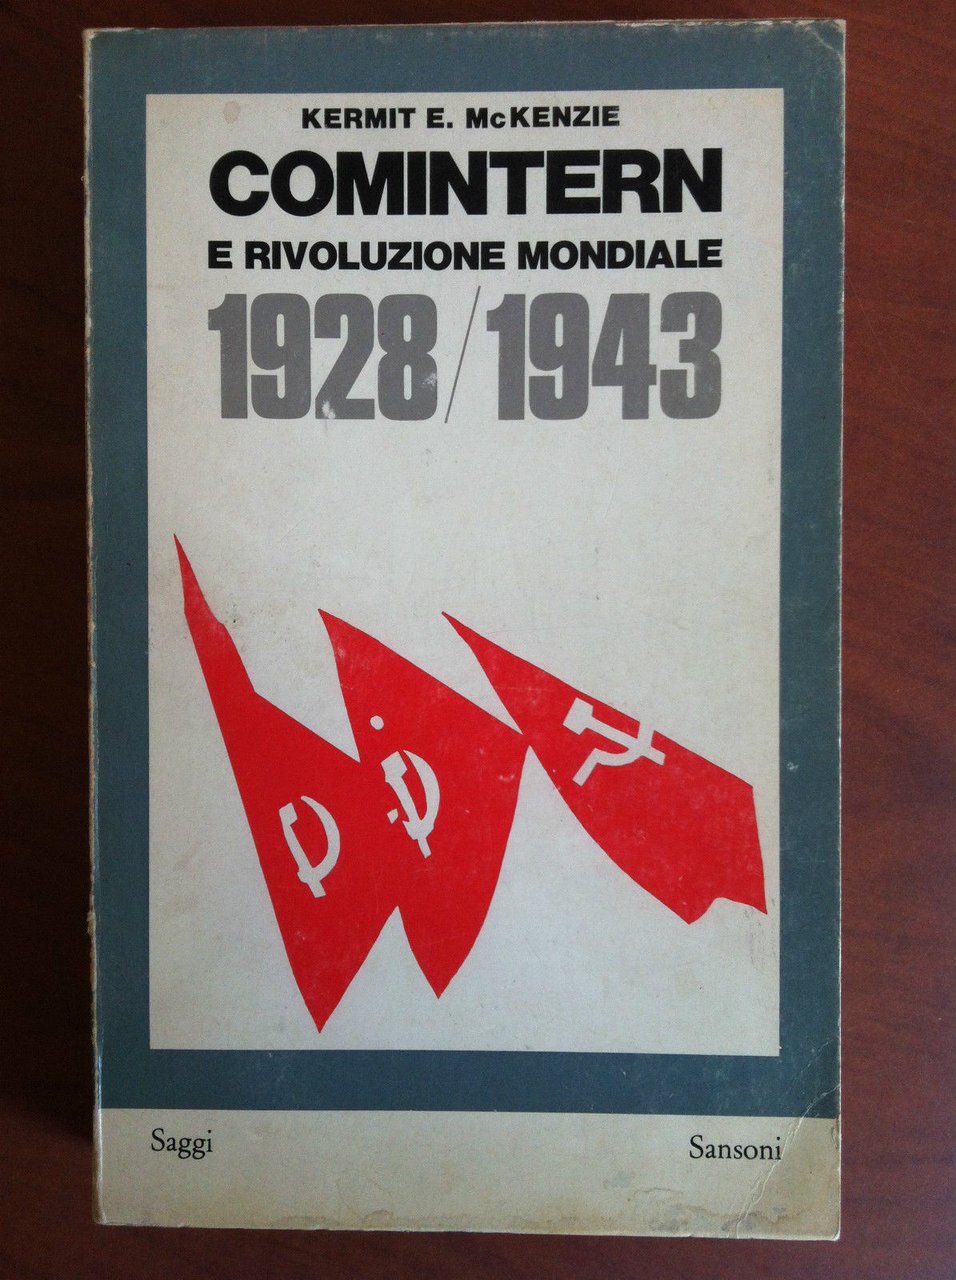 KERMIT E. McKENZIE
COMINTERN
E RIVOLUZIONE MONDIALE
1928/1943
Saggi
Sansoni